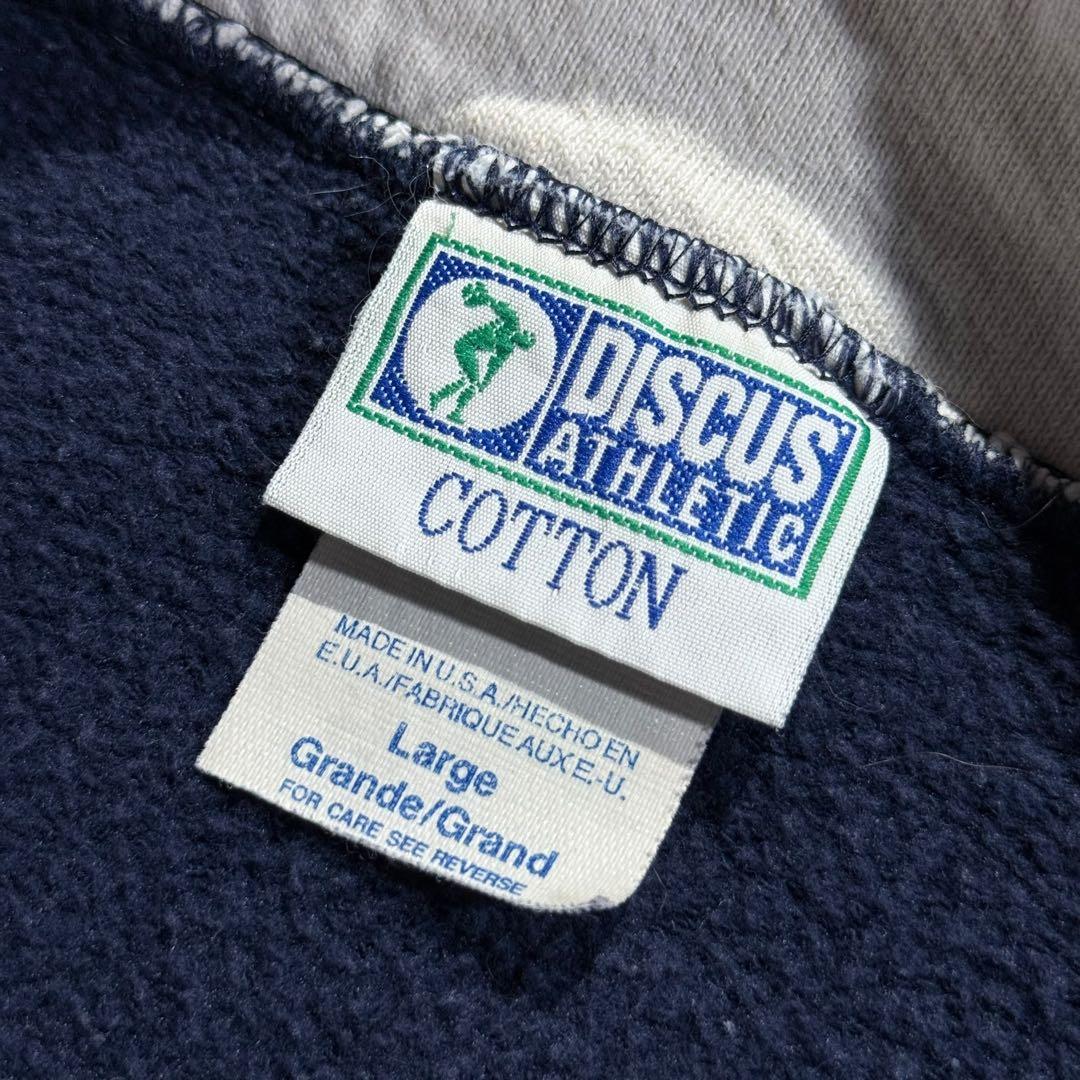 DISCUS
ATHLETIC
COTTON
MADE IN U.S.A./HECHO EN
E.U.A./FABRIQUE AUX E.-U.
Large
Grande/Grand
FOR CARE SEE REVERSE